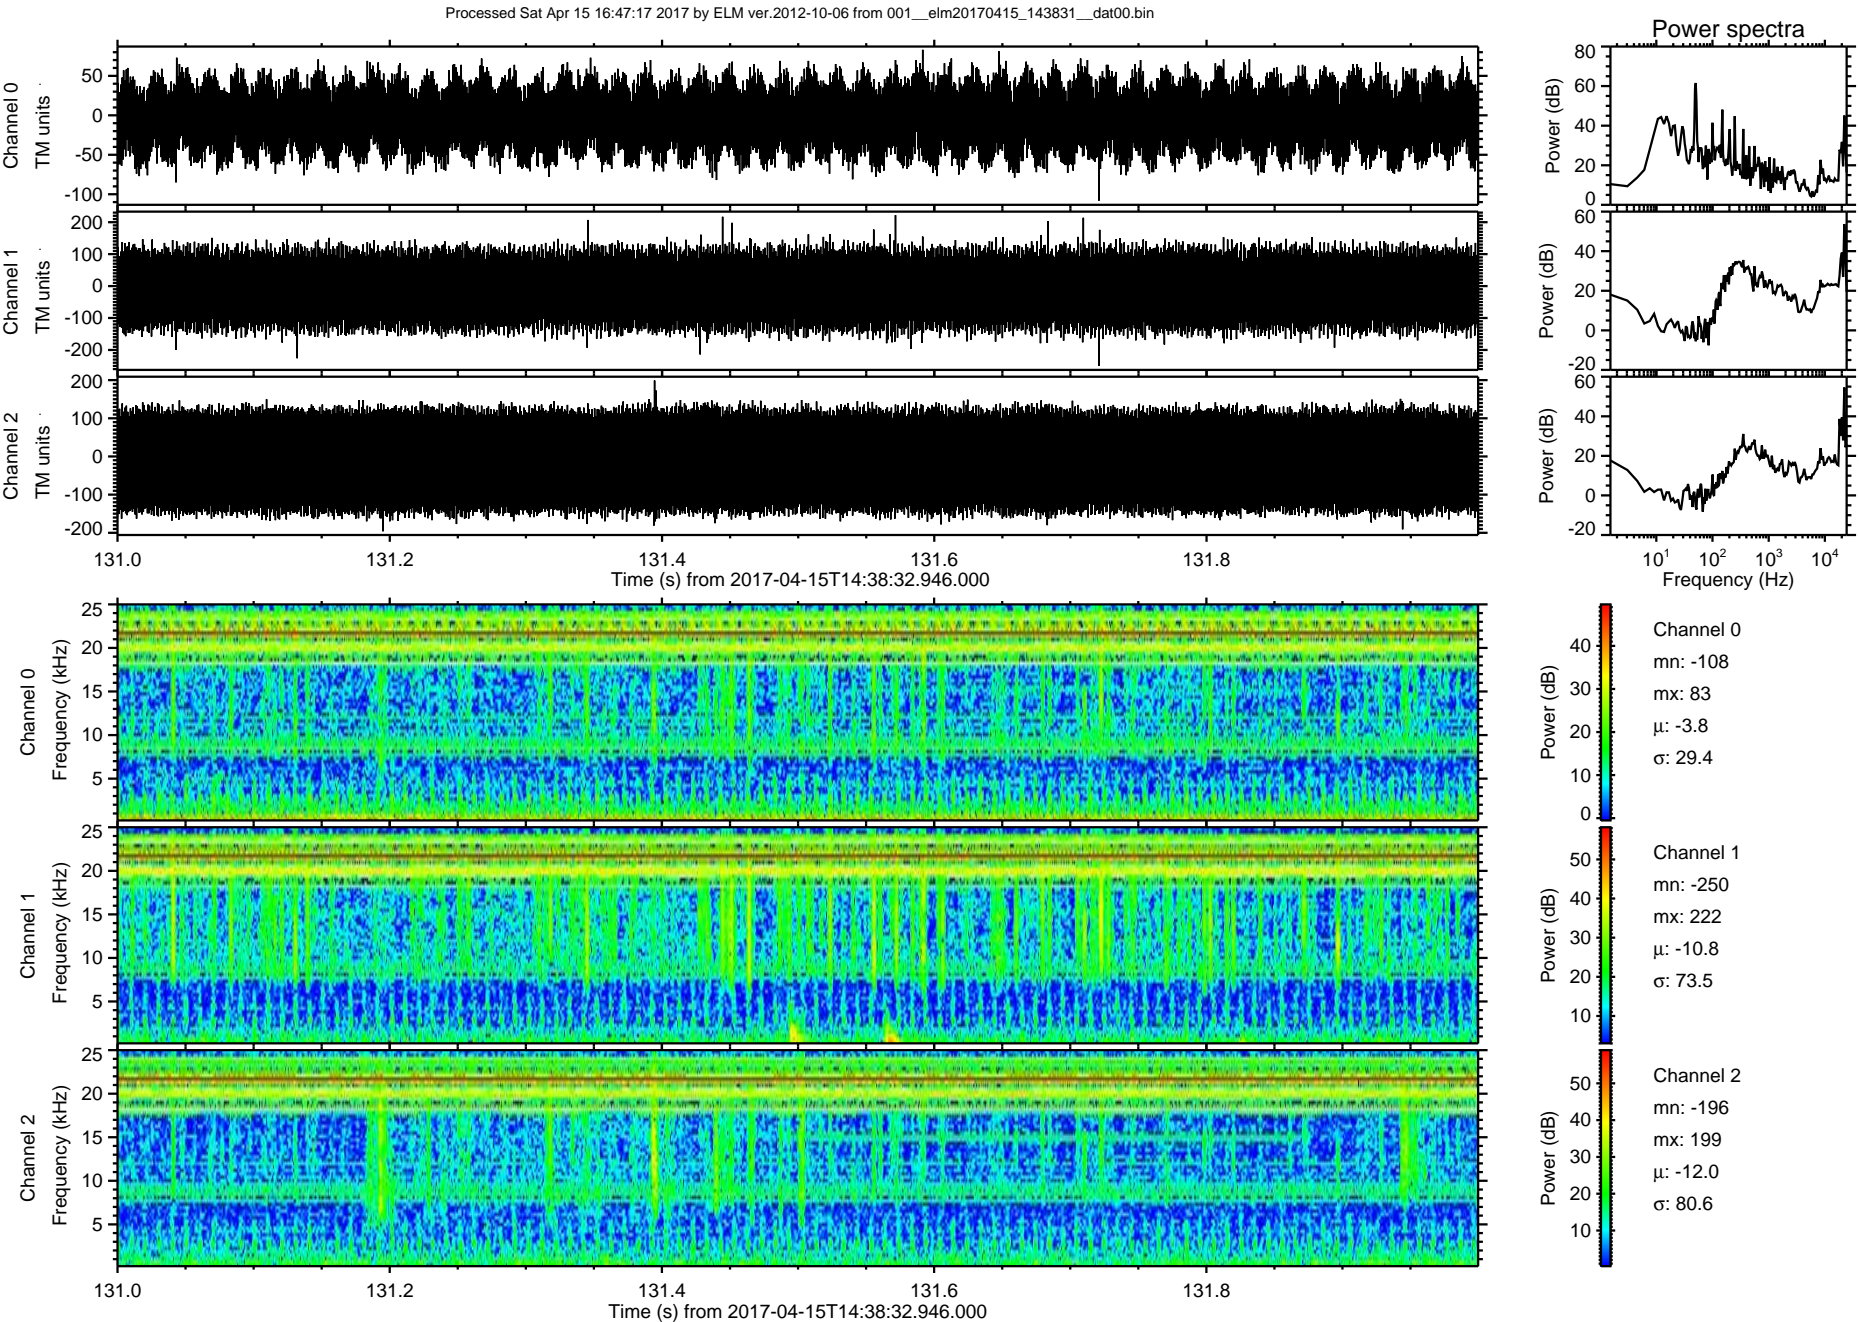 Processed Sat Apr 15 16:47:17 2017 by ELM ver.2012-10-06 from 001__elm20170415_143831__dat00.bin
Power spectra
Channel 0
TM units
50
0
-50
-100
Power (dB)
80
60
40
20
0
Channel 1
TM units
200
100
0
-100
-200
Power (dB)
60
40
20
0
-20
Channel 2
TM units
200
100
0
-100
-200
Power (dB)
60
40
20
0
-20
131.0 131.2 131.4 131.6 131.8
Time (s) from 2017-04-15T14:38:32.946.000
10^1 10^2 10^3 10^4
Frequency (Hz)
Channel 0
Frequency (kHz)
25
20
15
10
5
Power (dB)
40
30
20
10
0
Channel 0
mn: -108
mx: 83
μ: -3.8
σ: 29.4
Channel 1
Frequency (kHz)
25
20
15
10
5
Power (dB)
50
40
30
20
10
Channel 1
mn: -250
mx: 222
μ: -10.8
σ: 73.5
Channel 2
Frequency (kHz)
25
20
15
10
5
Power (dB)
50
40
30
20
10
Channel 2
mn: -196
mx: 199
μ: -12.0
σ: 80.6
131.0 131.2 131.4 131.6 131.8
Time (s) from 2017-04-15T14:38:32.946.000